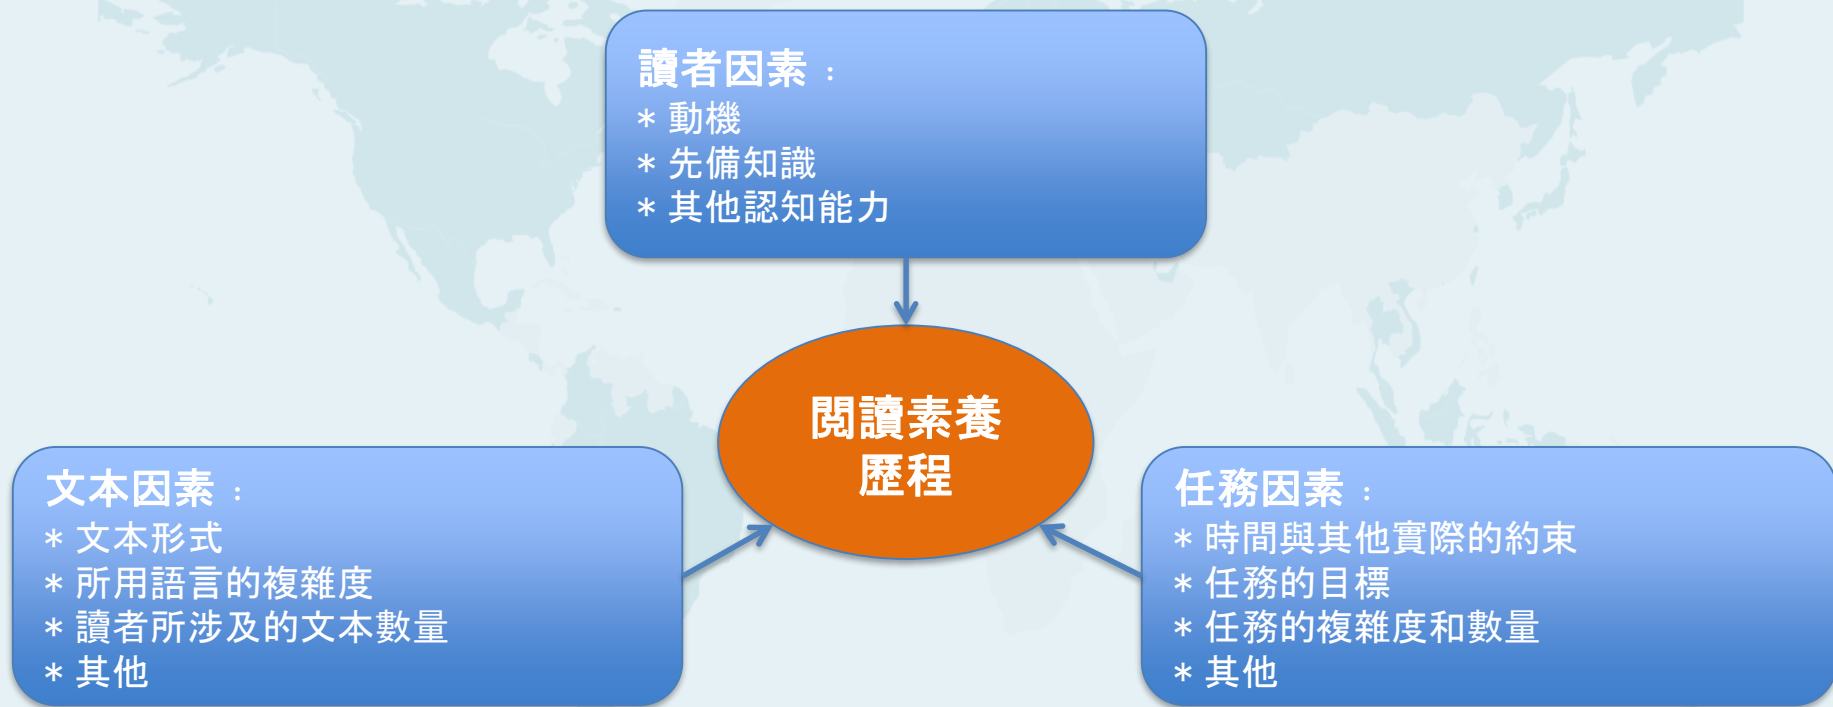 讀者因素：
* 動機
* 先備知識
* 其他認知能力
閱讀素養
歷程
文本因素：
* 文本形式
* 所用語言的複雜度
* 讀者所涉及的文本數量
* 其他
任務因素：
* 時間與其他實際的約束
* 任務的目標
* 任務的複雜度和數量
* 其他